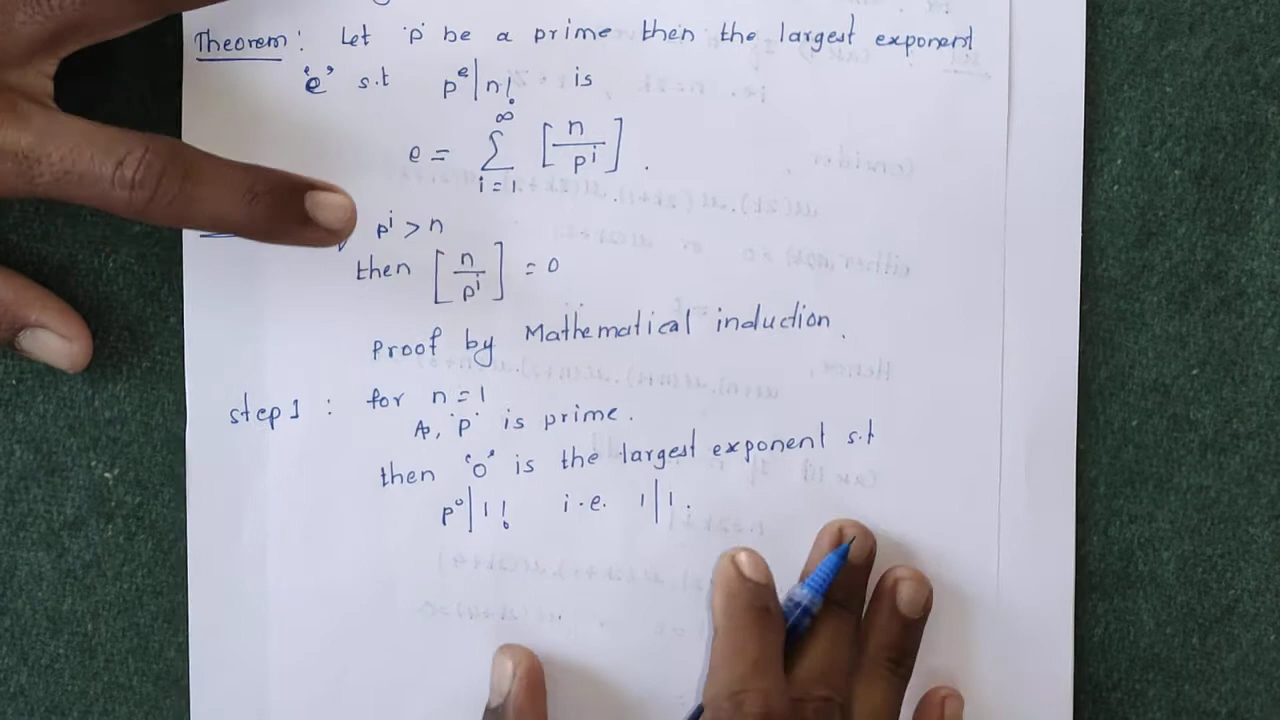 Theorem: Let 'p' be a prime then the largest exponent
'e' s.t p^e | n! is
e = ∑_{i=1}^{∞} [n/p^i].
p^i > n
then [n/p^i] = 0
Proof by Mathematical induction.
step 1 : for n = 1
As, 'p' is prime.
then '0' is the largest exponent s.t
p^0 | 1! i.e. 1 | 1.